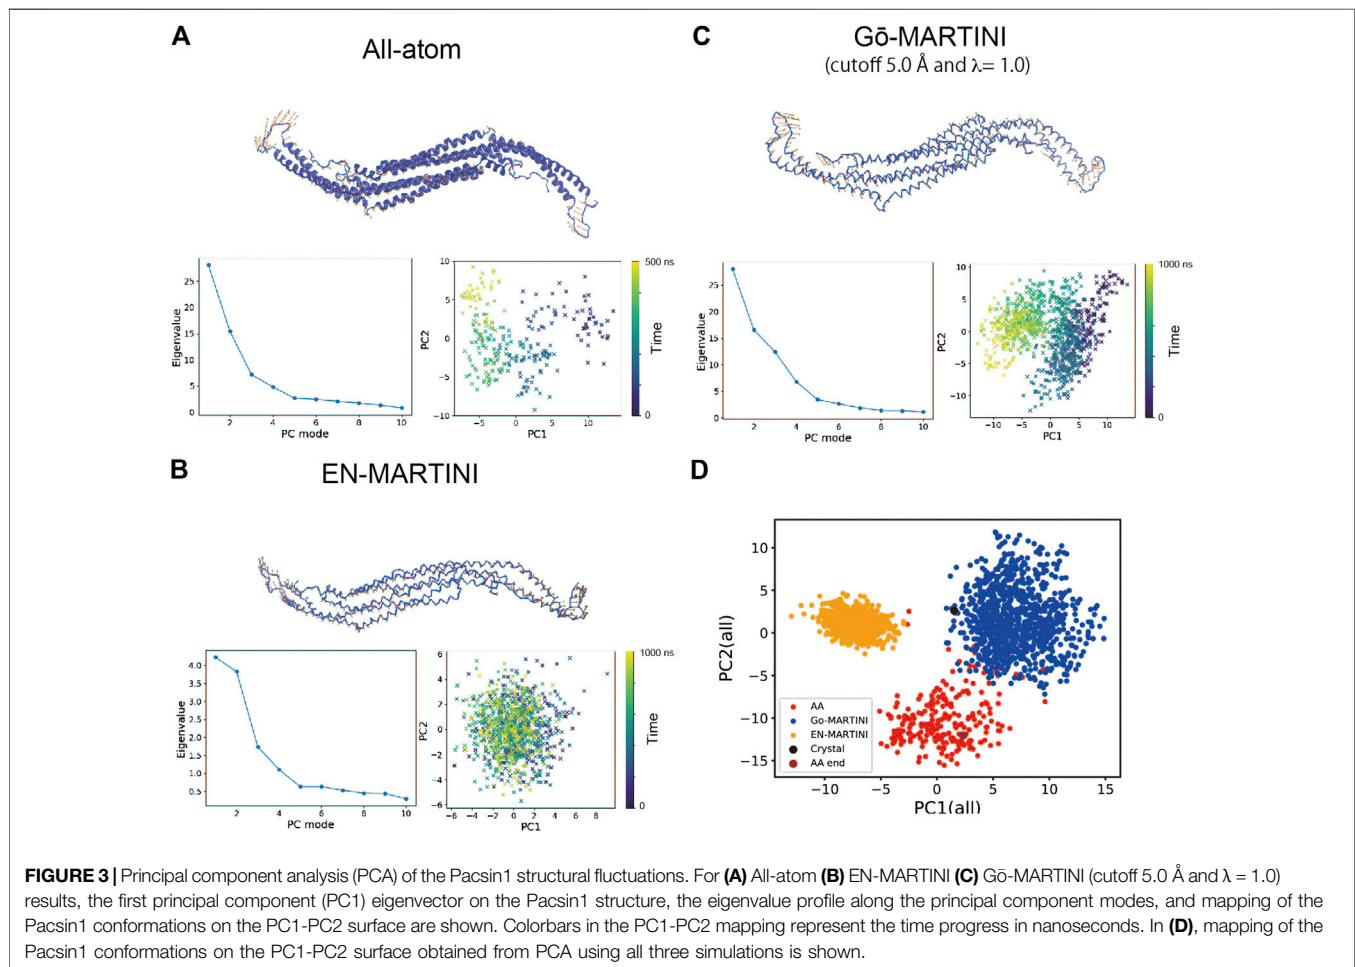 A
All-atom
C
Gō-MARTINI
(cutoff 5.0 Å and λ= 1.0)
25
20
15
10
5
0
Eigenvalue
2
4
6
8
10
PC mode
10
5
0
−5
−10
PC2
−5
0
5
10
PC1
500 ns
Time
0
25
20
15
10
5
0
Eigenvalue
2
4
6
8
10
PC mode
10
5
0
−5
−10
PC2
−10
−5
0
5
10
PC1
1000 ns
Time
0
B
EN-MARTINI
D
4.0
3.5
3.0
2.5
2.0
1.5
1.0
0.5
Eigenvalue
2
4
6
8
10
PC mode
6
4
2
0
−2
−4
−6
PC2
−6
−4
−2
0
2
4
6
8
PC1
1000 ns
Time
0
10
5
0
−5
−10
−15
PC2(all)
AA
Go-MARTINI
EN-MARTINI
Crystal
AA end
−10
−5
0
5
10
15
PC1(all)
FIGURE 3 | Principal component analysis (PCA) of the Pacsin1 structural fluctuations. For (A) All-atom (B) EN-MARTINI (C) Gō-MARTINI (cutoff 5.0 Å and λ = 1.0)
results, the first principal component (PC1) eigenvector on the Pacsin1 structure, the eigenvalue profile along the principal component modes, and mapping of the
Pacsin1 conformations on the PC1-PC2 surface are shown. Colorbars in the PC1-PC2 mapping represent the time progress in nanoseconds. In (D), mapping of the
Pacsin1 conformations on the PC1-PC2 surface obtained from PCA using all three simulations is shown.